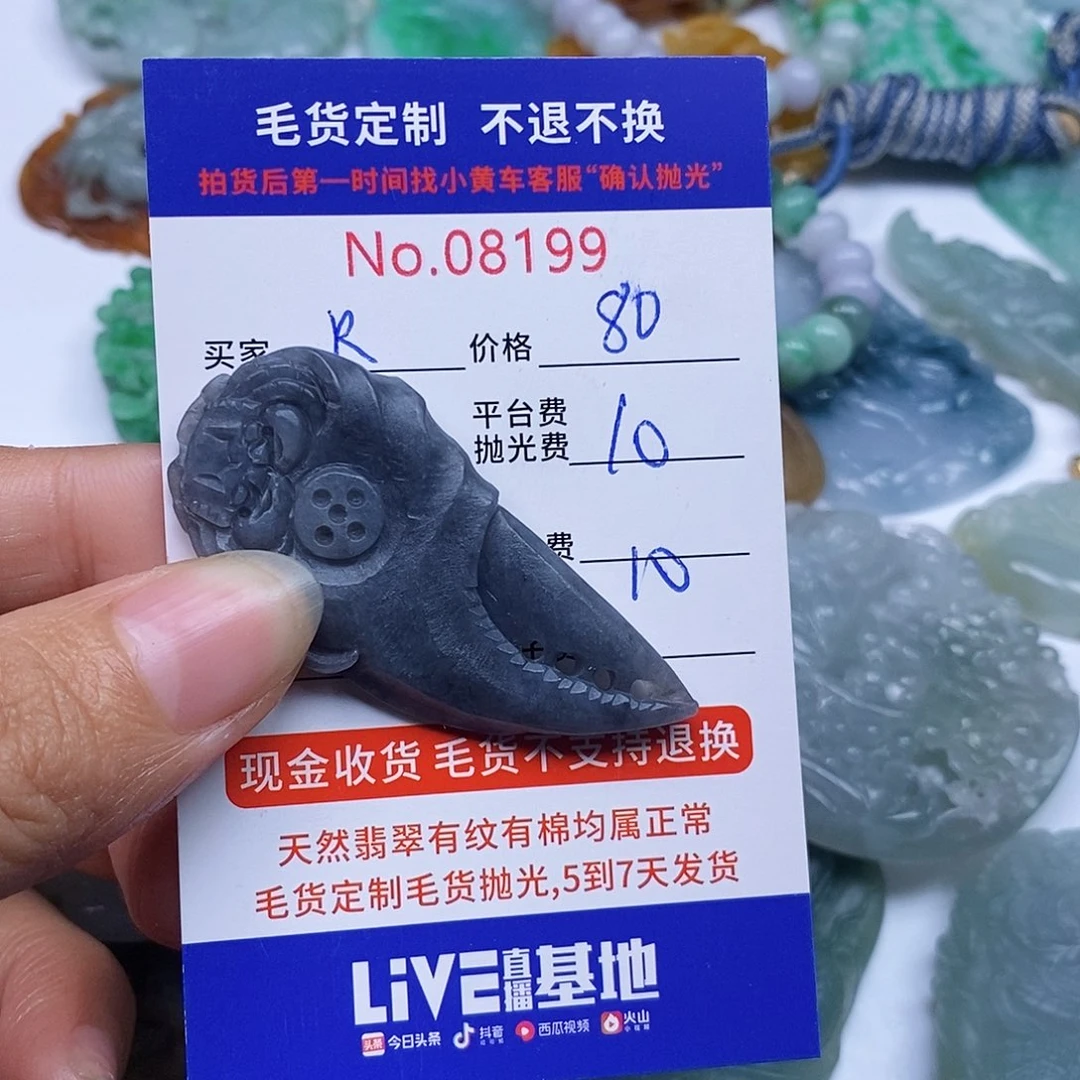 毛货定制 不退不换
拍货后第一时间找小黄车客服“确认抛光”
No.08199
买家 R 价格 80
平台费
抛光费 10
费 10
现金收货 毛货不支持退换
天然翡翠有纹有棉均属正常
毛货定制毛货抛光,5到7天发货
LiVE直播基地
头条 今日头条 抖音 西瓜视频 火山